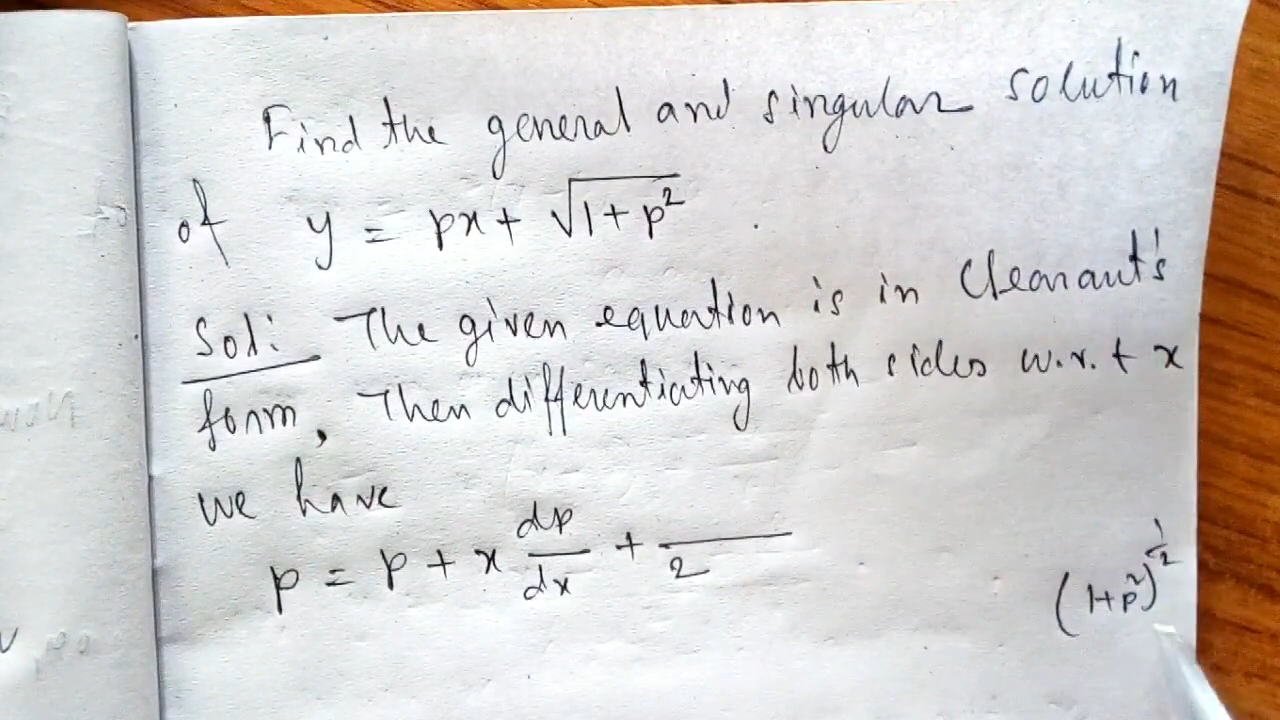 Find the general and singular solution
of y = px + √(1 + p²) .
Sol: The given equation is in Clearaut's
form, Then differentiating both sides w.r.t x
we have
p = p + x dp/dx + —/2
(1+p²)^(1/2)